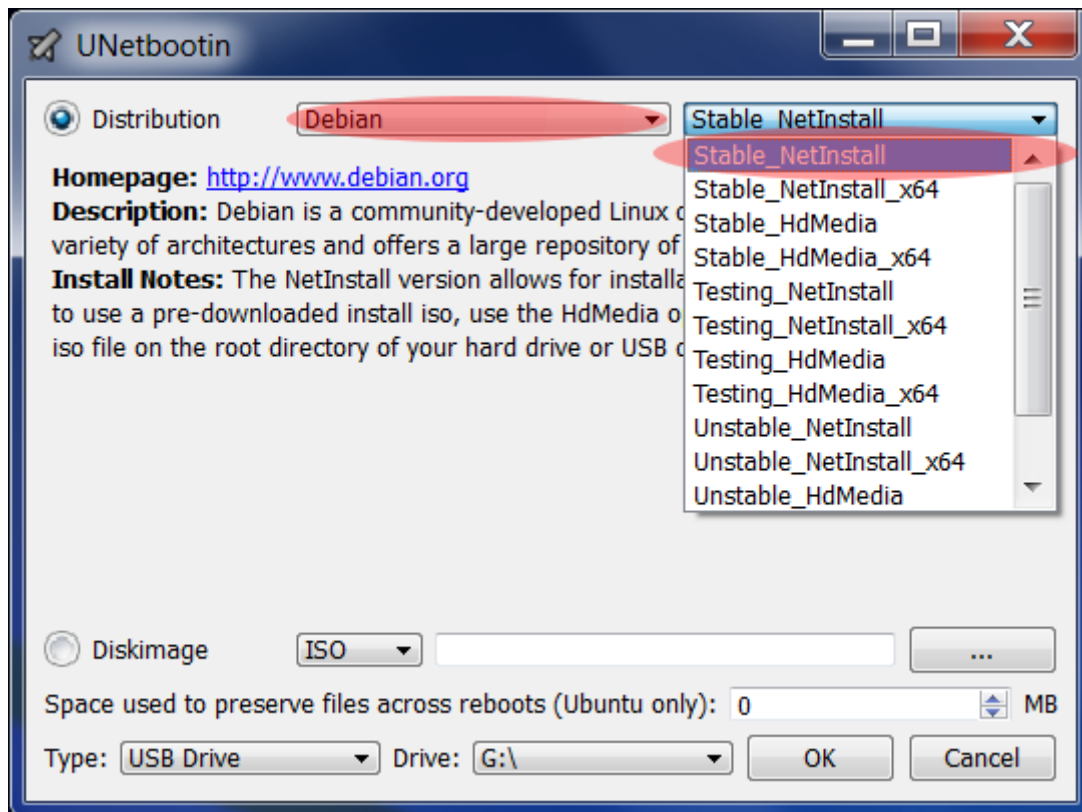 UNetbootin
Distribution Debian Stable_NetInstall
Homepage: http://www.debian.org
Description: Debian is a community-developed Linux
variety of architectures and offers a large repository of
Install Notes: The NetInstall version allows for
to use a pre-downloaded install iso, use the HdMedia
iso file on the root directory of your hard drive or USB
Stable_NetInstall
Stable_NetInstall_x64
Stable_HdMedia
Stable_HdMedia_x64
Testing_NetInstall
Testing_NetInstall_x64
Testing_HdMedia
Testing_HdMedia_x64
Unstable_NetInstall
Unstable_NetInstall_x64
Unstable_HdMedia
Diskimage ISO ...
Space used to preserve files across reboots (Ubuntu only): 0 MB
Type: USB Drive Drive: G:\ OK Cancel